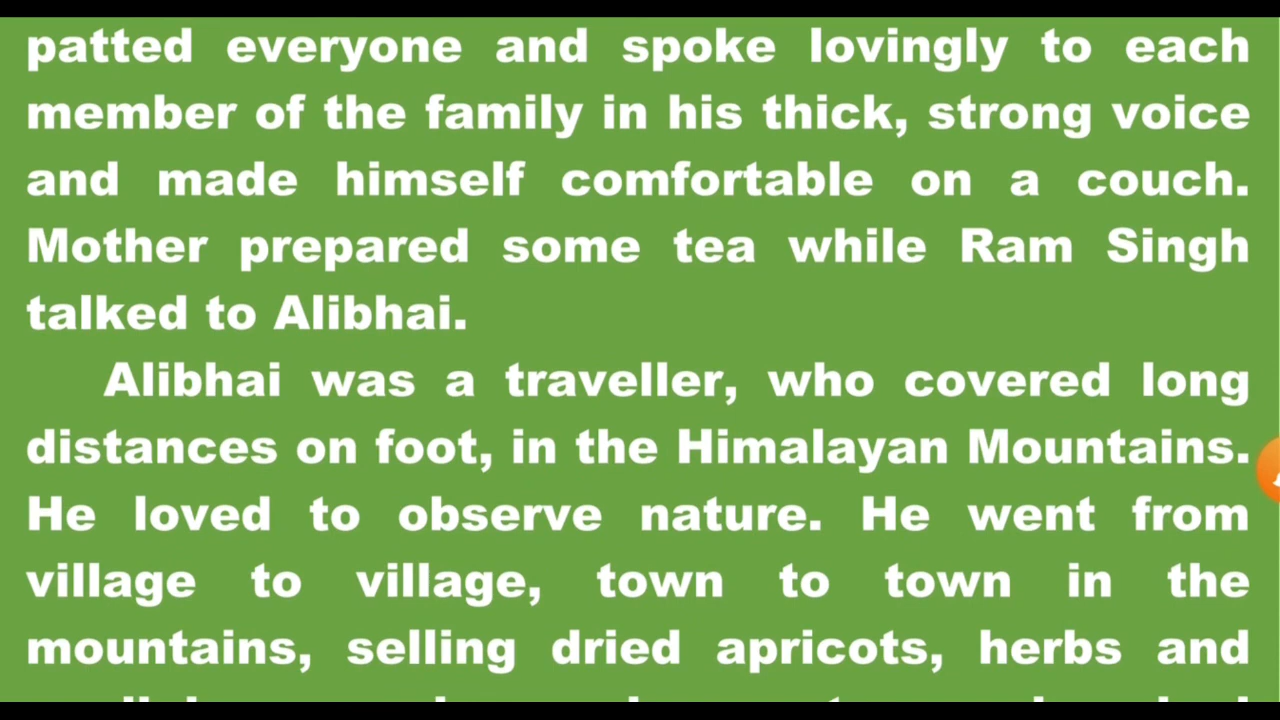 patted everyone and spoke lovingly to each
member of the family in his thick, strong voice
and made himself comfortable on a couch.
Mother prepared some tea while Ram Singh
talked to Alibhai.
Alibhai was a traveller, who covered long
distances on foot, in the Himalayan Mountains.
He loved to observe nature. He went from
village to village, town to town in the
mountains, selling dried apricots, herbs and